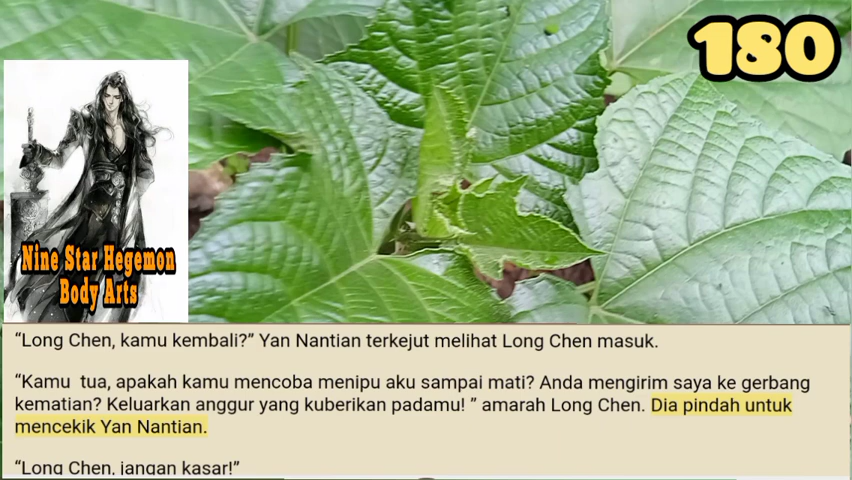 180
Nine Star Hegemon
Body Arts
“Long Chen, kamu kembali?” Yan Nantian terkejut melihat Long Chen masuk.
“Kamu  tua, apakah kamu mencoba menipu aku sampai mati? Anda mengirim saya ke gerbang
kematian? Keluarkan anggur yang kuberikan padamu! ” amarah Long Chen. Dia pindah untuk
mencekik Yan Nantian.
“Long Chen, jangan kasar!”